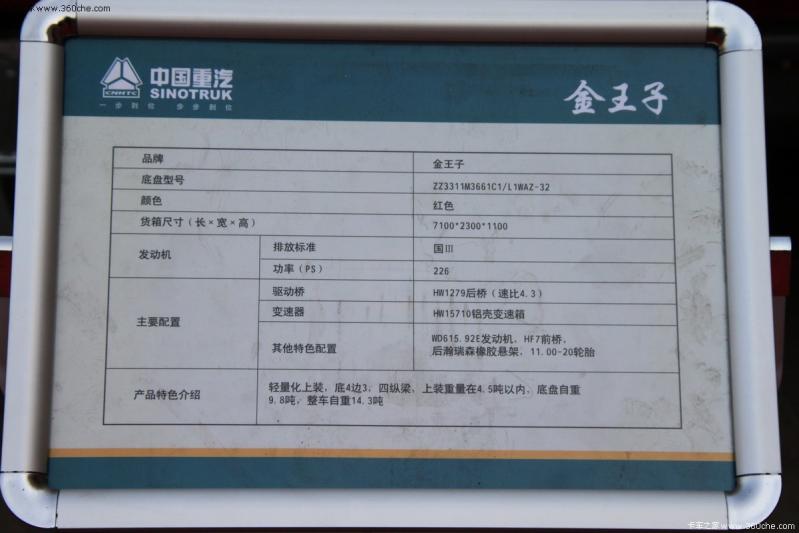 www.360che.com
CNHTC
中国重汽
SINOTRUK
一步到位 步步到位
金王子
品牌 金王子
底盘型号 ZZ3311M3661C1/L1WAZ-32
颜色 红色
货箱尺寸(长×宽×高) 7100*2300*1100
发动机 排放标准 国Ⅲ
功率(PS) 226
主要配置 驱动桥 HW1279后桥(速比4.3)
变速器 HW15710铝壳变速箱
其他特色配置 WD615.92E发动机, HF7前桥,
后瀚瑞森橡胶悬架, 11.00-20轮胎
产品特色介绍 轻量化上装, 底4边3, 四纵梁, 上装重量在4.5吨以内, 底盘自重
9.8吨, 整车自重14.3吨
卡车之家 www.360che.com